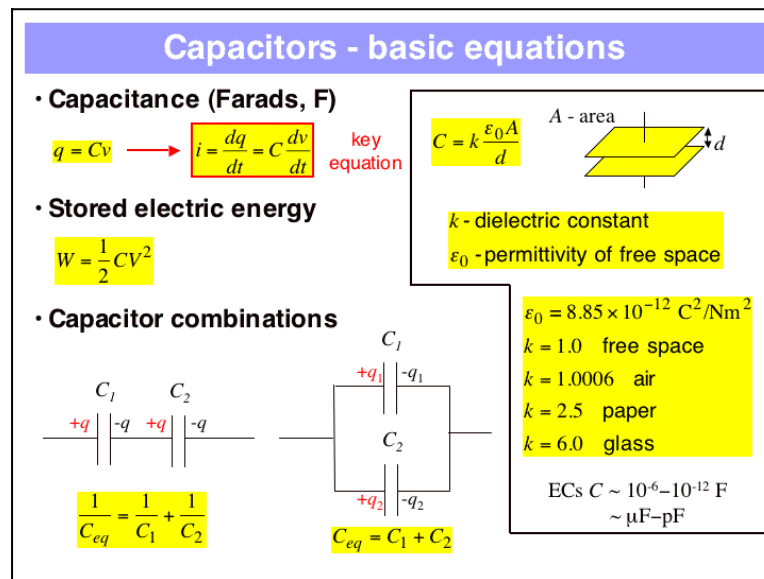 Capacitors - basic equations
· Capacitance (Farads, F)
q = Cv → i = dq/dt = C dv/dt
key
equation
· Stored electric energy
W = 1/2 CV²
· Capacitor combinations
C₁ C₂
+q -q +q -q
1/C_eq = 1/C₁ + 1/C₂
C₁
+q₁ -q₁
C₂
+q₂ -q₂
C_eq = C₁ + C₂
C = k ε₀A/d
A - area
d
k - dielectric constant
ε₀ - permittivity of free space
ε₀ = 8.85 × 10⁻¹² C²/Nm²
k = 1.0 free space
k = 1.0006 air
k = 2.5 paper
k = 6.0 glass
ECs C ~ 10⁻⁶–10⁻¹² F
~ μF–pF